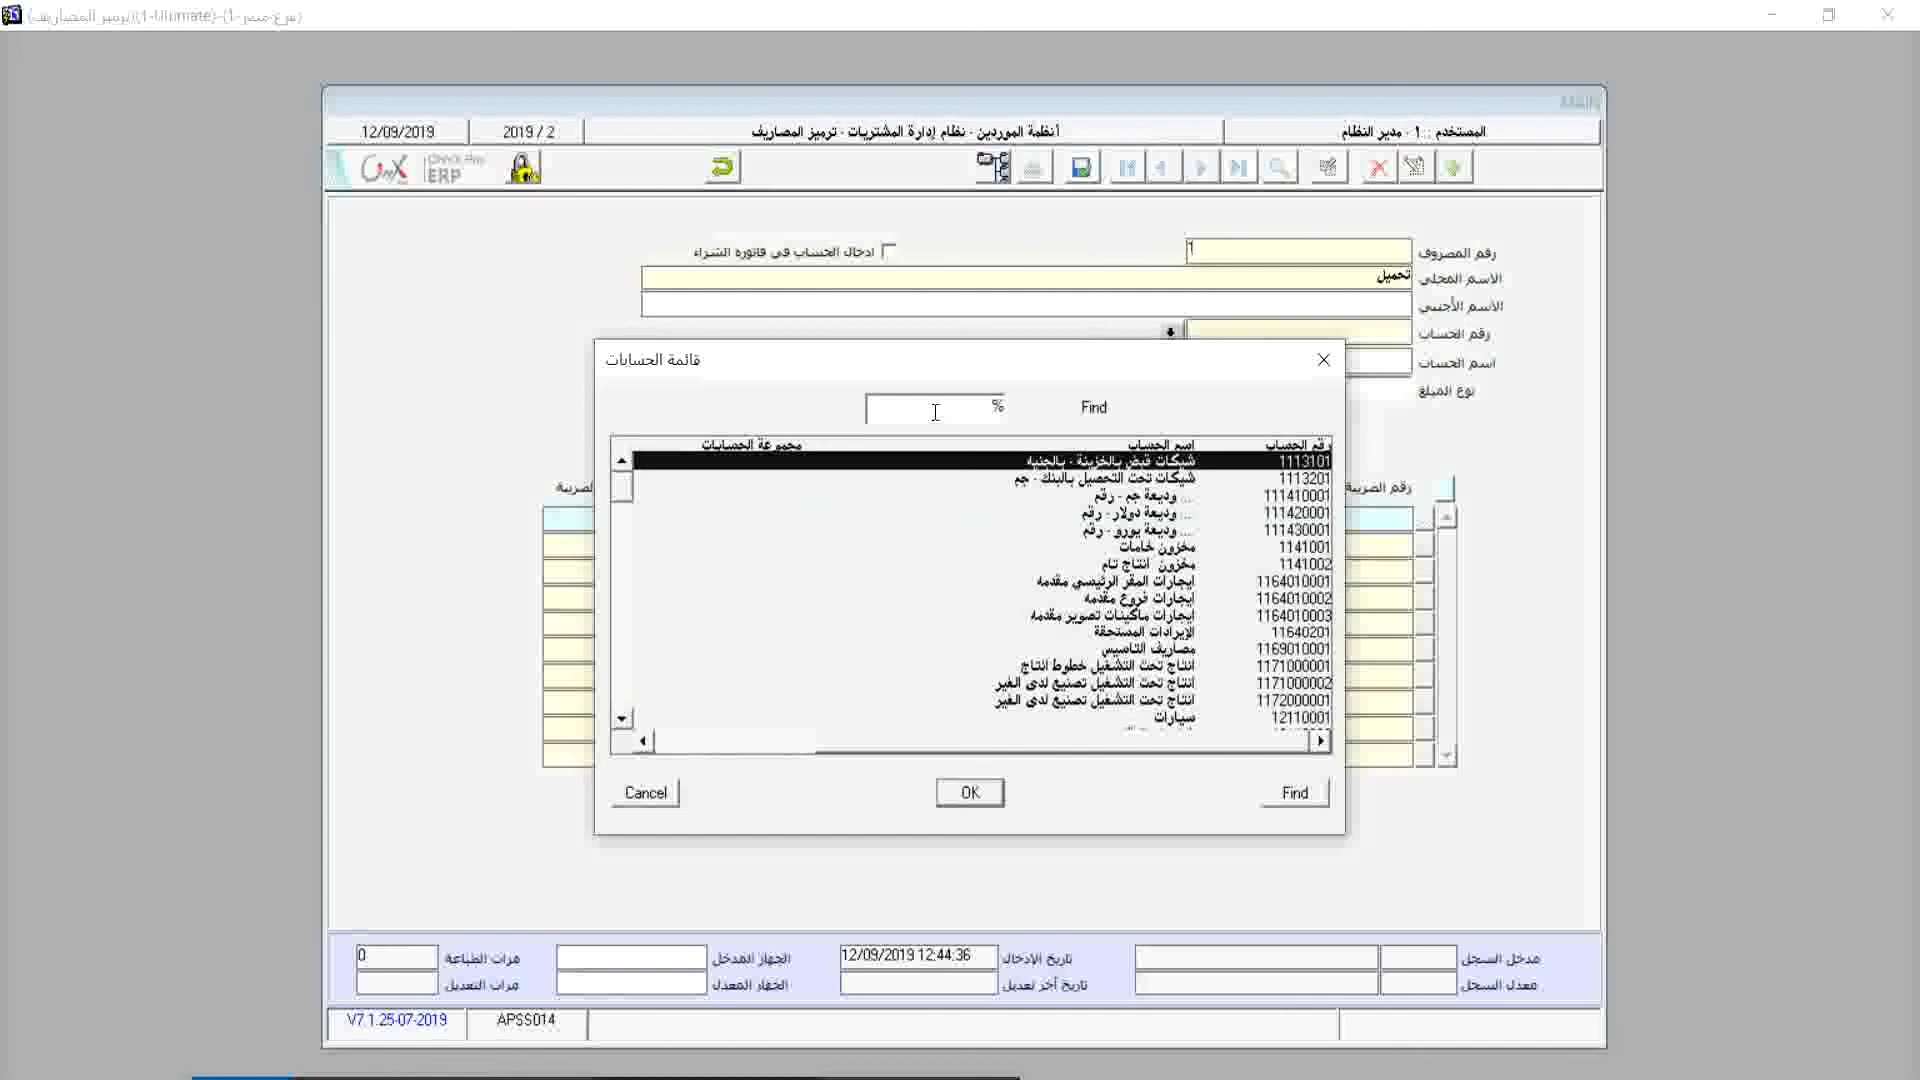 MAIN
المستخدم : ١ - مدير النظام
أنظمة الموردين - نظام إدارة المشتريات - ترميز المصاريف
2019 / 2
12/09/2019
ERP
رقم المصروف
1
ادخال الحساب في فاتورة الشراء
الاسم المحلي
تحميل
الاسم الأجنبي
رقم الحساب
اسم الحساب
نوع المبلغ
رقم الضريبة
قائمة الحسابات
Find
%
رقم الحساب اسم الحساب مجموعة الحسابات
1113101 شيكات قبض بالخزينة - بالجنيه
1113201 شيكات تحت التحصيل بالبنك - جم
111410001 وديعة جم - رقم ...
111420001 وديعة دولار - رقم ...
111430001 وديعة يورو - رقم ...
1141001 مخزون خامات
1141002 مخزون انتاج تام
1164010001 ايجارات المقر الرئيسي مقدمه
1164010002 ايجارات فروع مقدمه
1164010003 ايجارات ماكينات تصوير مقدمه
11640201 الإيرادات المستحقة
1169010001 مصاريف التاسيس
1171000001 انتاج تحت التشغيل خطوط انتاج
1171000002 انتاج تحت التشغيل تصنيع لدى الغير
1172000001 انتاج تحت التشغيل تصنيع لدى الغير
12110001 سيارات
Find
OK
Cancel
مدخل السجل
تاريخ الإدخال
12/09/2019 12:44:36
الجهاز المدخل
مرات الطباعة
0
معدل السجل
تاريخ أخر تعديل
الجهاز المعدل
مرات التعديل
APSS014
V7.1.25-07-2019